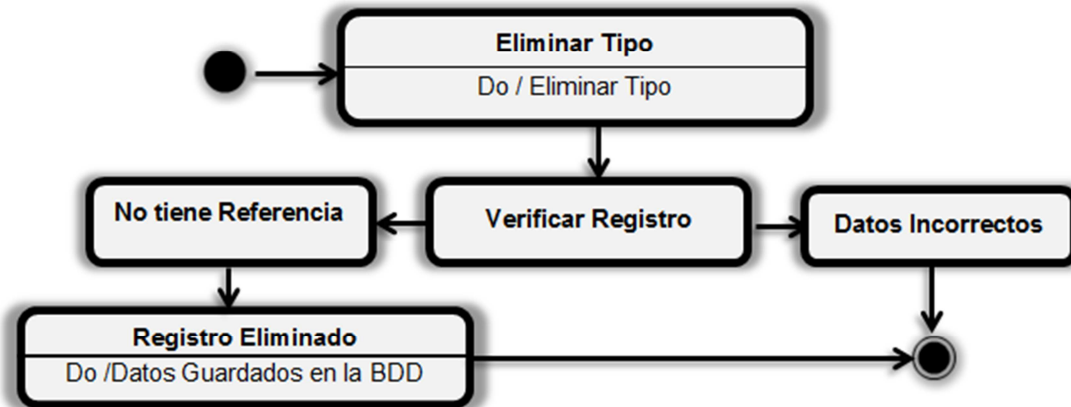 Eliminar Tipo
Do / Eliminar Tipo
No tiene Referencia
Verificar Registro
Datos Incorrectos
Registro Eliminado
Do /Datos Guardados en la BDD